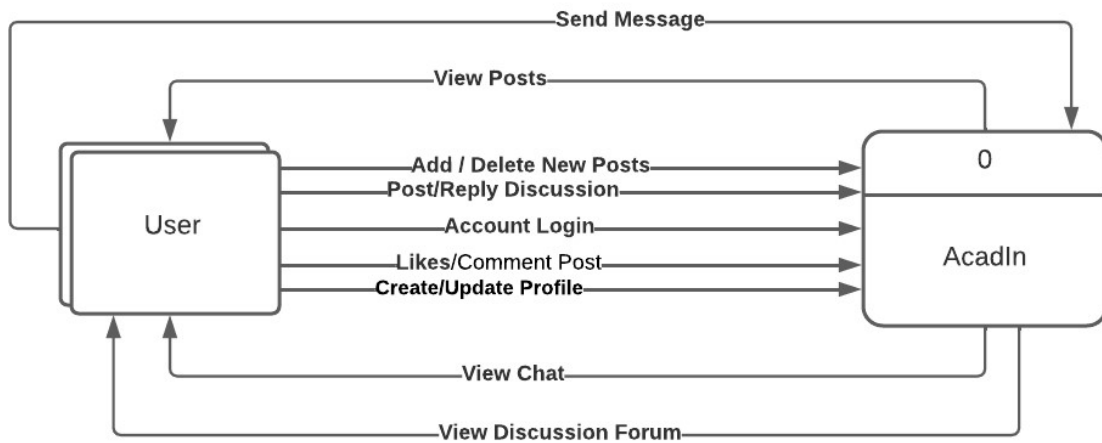 Send Message
View Posts
Add / Delete New Posts
0
Post/Reply Discussion
User
Account Login
AcadIn
Likes/Comment Post
Create/Update Profile
View Chat
View Discussion Forum